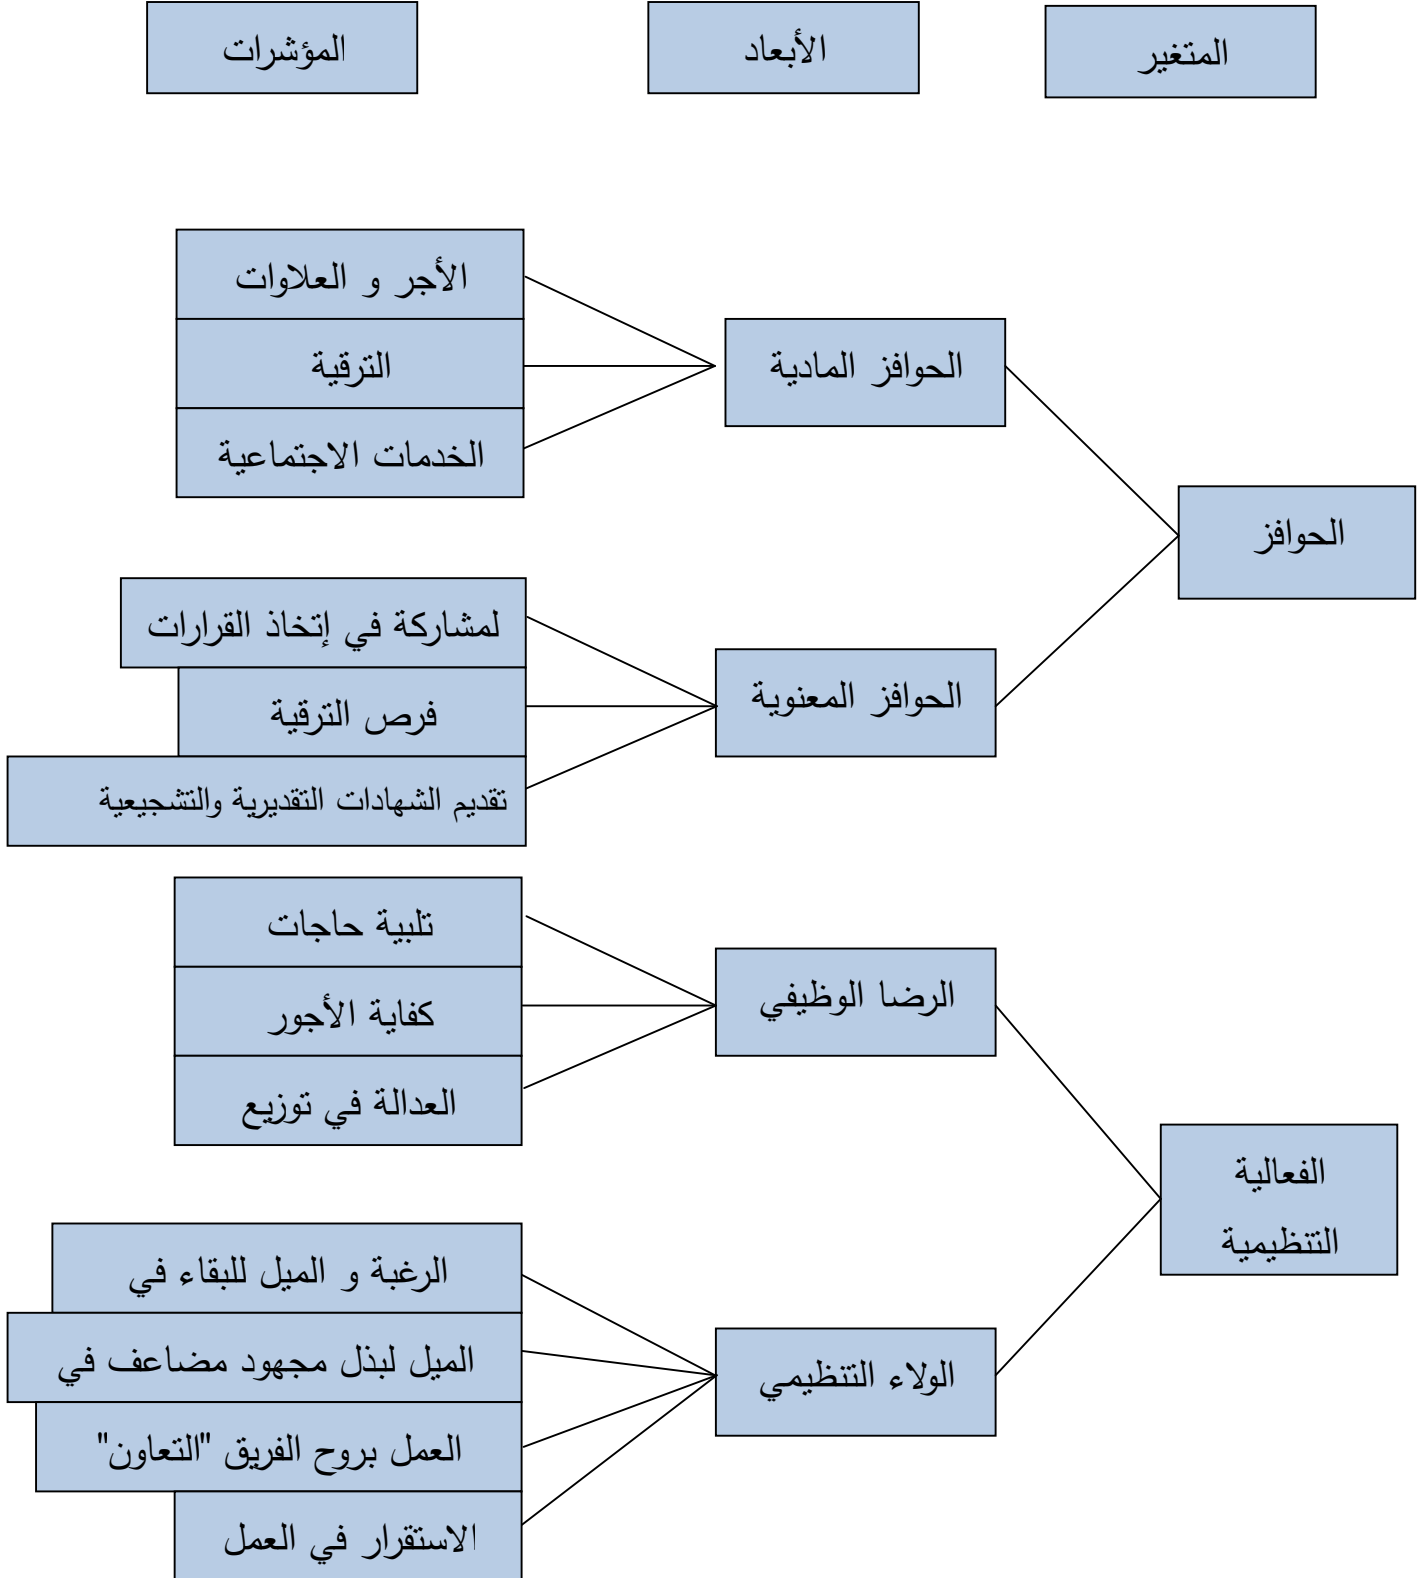 المتغير
الأبعاد
المؤشرات
الحوافز
الحوافز المادية
الأجر و العلاوات
الترقية
الخدمات الاجتماعية
الحوافز المعنوية
لمشاركة في إتخاذ القرارات
فرص الترقية
تقديم الشهادات التقديرية والتشجيعية
الفعالية
التنظيمية
الرضا الوظيفي
تلبية حاجات
كفاية الأجور
العدالة في توزيع
الولاء التنظيمي
الرغبة و الميل للبقاء في
الميل لبذل مجهود مضاعف في
العمل بروح الفريق "التعاون"
الاستقرار في العمل